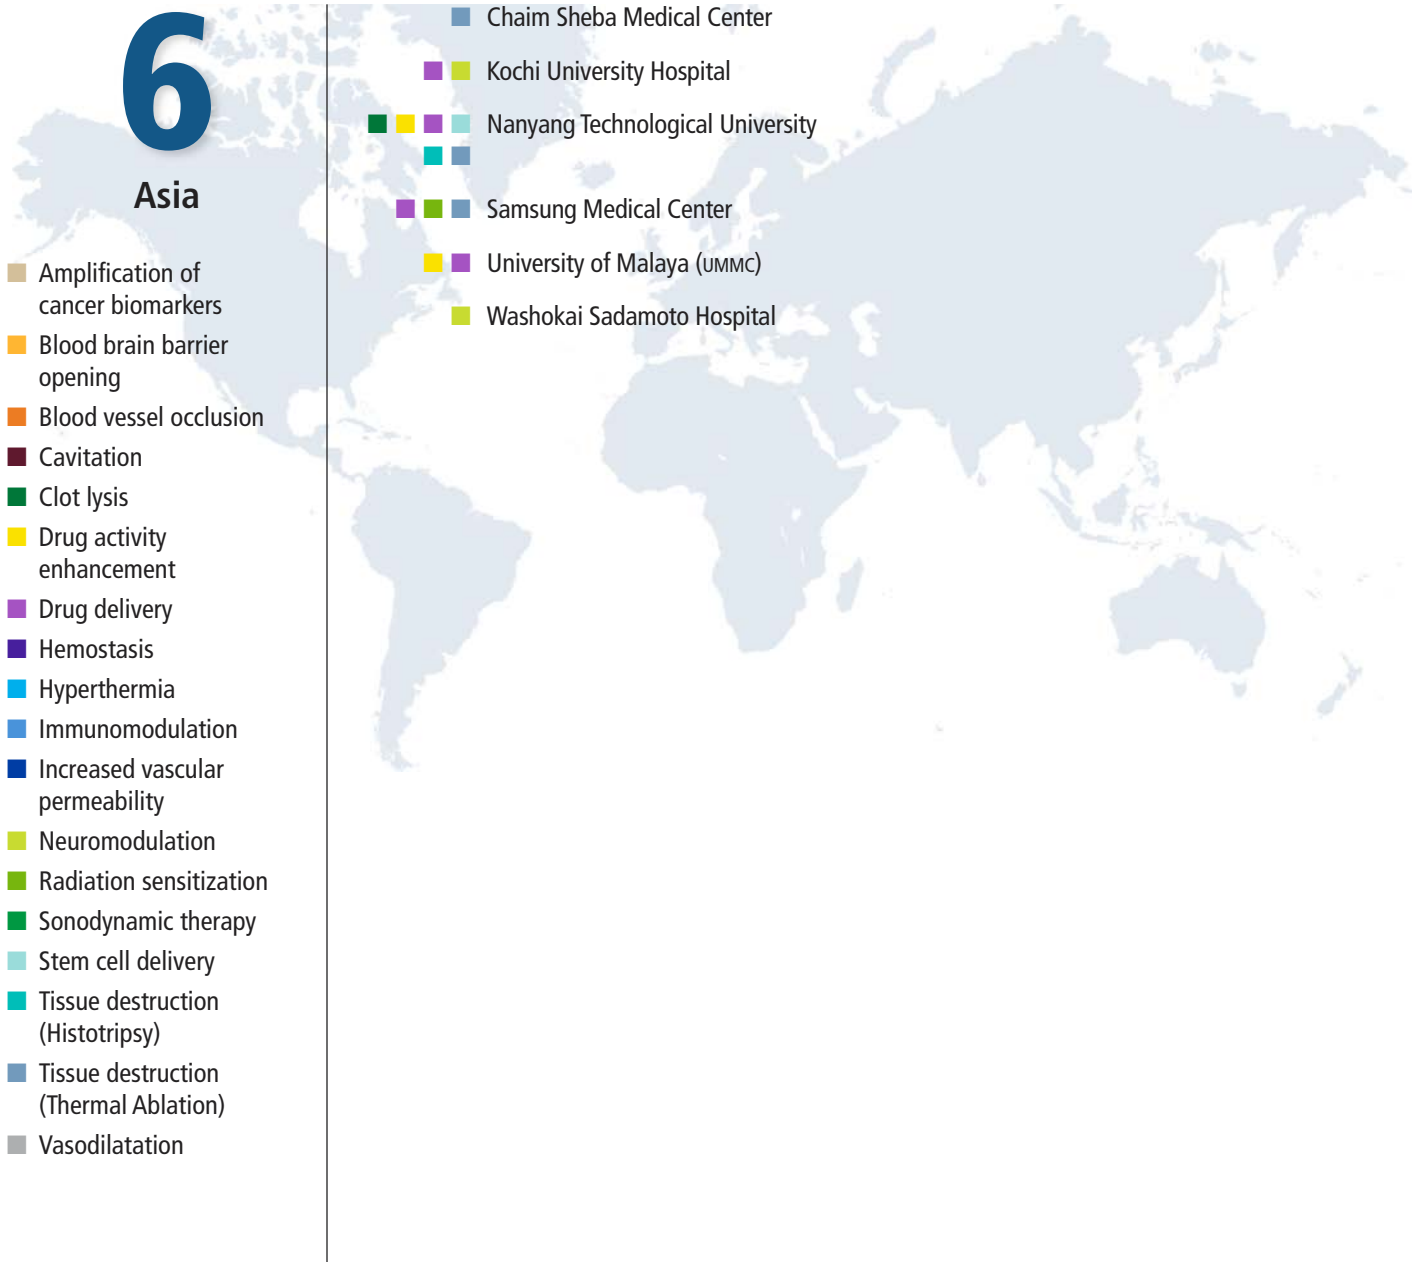 6
Asia
Amplification of
cancer biomarkers
Blood brain barrier
opening
Blood vessel occlusion
Cavitation
Clot lysis
Drug activity
enhancement
Drug delivery
Hemostasis
Hyperthermia
Immunomodulation
Increased vascular
permeability
Neuromodulation
Radiation sensitization
Sonodynamic therapy
Stem cell delivery
Tissue destruction
(Histotripsy)
Tissue destruction
(Thermal Ablation)
Vasodilatation
Chaim Sheba Medical Center
Kochi University Hospital
Nanyang Technological University
Samsung Medical Center
University of Malaya (UMMC)
Washokai Sadamoto Hospital